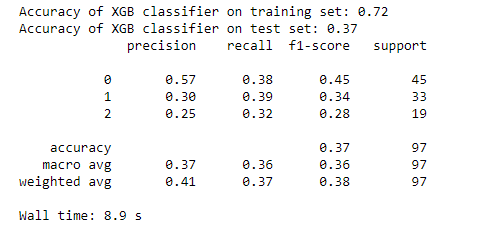 Accuracy of XGB classifier on training set: 0.72
Accuracy of XGB classifier on test set: 0.37
precision recall f1-score support
0 0.57 0.38 0.45 45
1 0.30 0.39 0.34 33
2 0.25 0.32 0.28 19
accuracy 0.37 97
macro avg 0.37 0.36 0.36 97
weighted avg 0.41 0.37 0.38 97
Wall time: 8.9 s